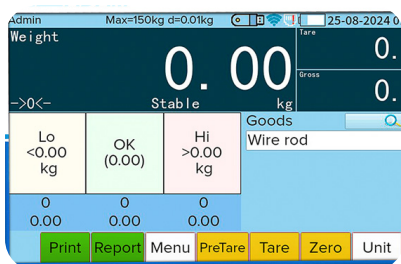 Admin Max=150kg d=0.01kg 25-08-2024
Weight
0.00
->0<-
Stable
kg
Tare
0.
Gross
0.
Lo
<0.00
kg
OK
(0.00)
Hi
>0.00
kg
0 0 0
0.00 0.00 0.00
Goods
Wire rod
Print Report Menu PreTare Tare Zero Unit